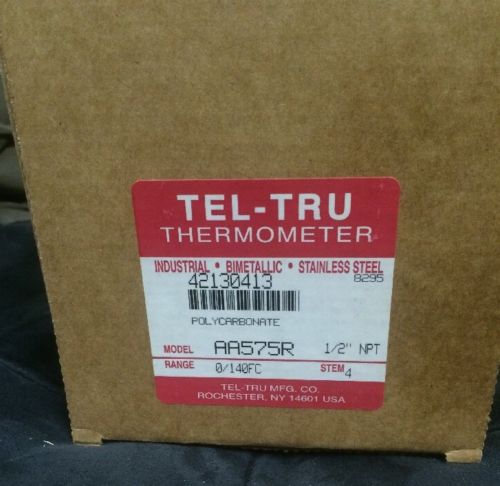 TEL-TRU
THERMOMETER
INDUSTRIAL • BIMETALLIC • STAINLESS STEEL
42130413 8295
POLYCARBONATE
MODEL AA575R 1/2" NPT
RANGE 0/140FC STEM 4
TEL-TRU MFG. CO.
ROCHESTER, NY 14601 USA